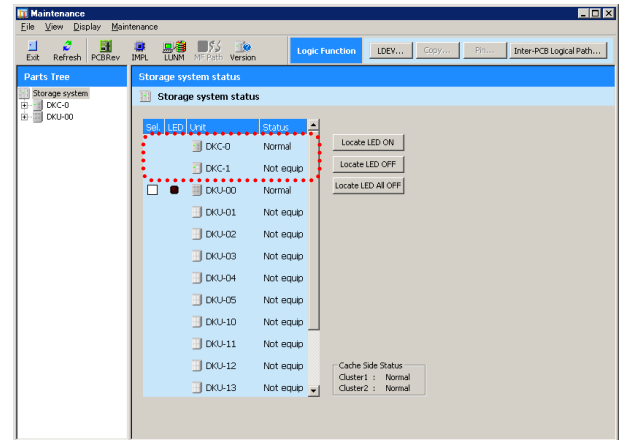 Maintenance
File View Display Maintenance
Exit Refresh PCBRev IMPL LUNM MF Path Version Logic Function LDEV... Copy... Pin... Inter-PCB Logical Path...
Parts Tree
Storage system
DKC-0
DKU-00
Storage system status
Storage system status
Sel. LED Unit Status
DKC-0 Normal
DKC-1 Not equip
DKU-00 Normal
DKU-01 Not equip
DKU-02 Not equip
DKU-03 Not equip
DKU-04 Not equip
DKU-05 Not equip
DKU-10 Not equip
DKU-11 Not equip
DKU-12 Not equip
DKU-13 Not equip
Locate LED ON
Locate LED OFF
Locate LED All OFF
Cache Side Status
Cluster1 : Normal
Cluster2 : Normal